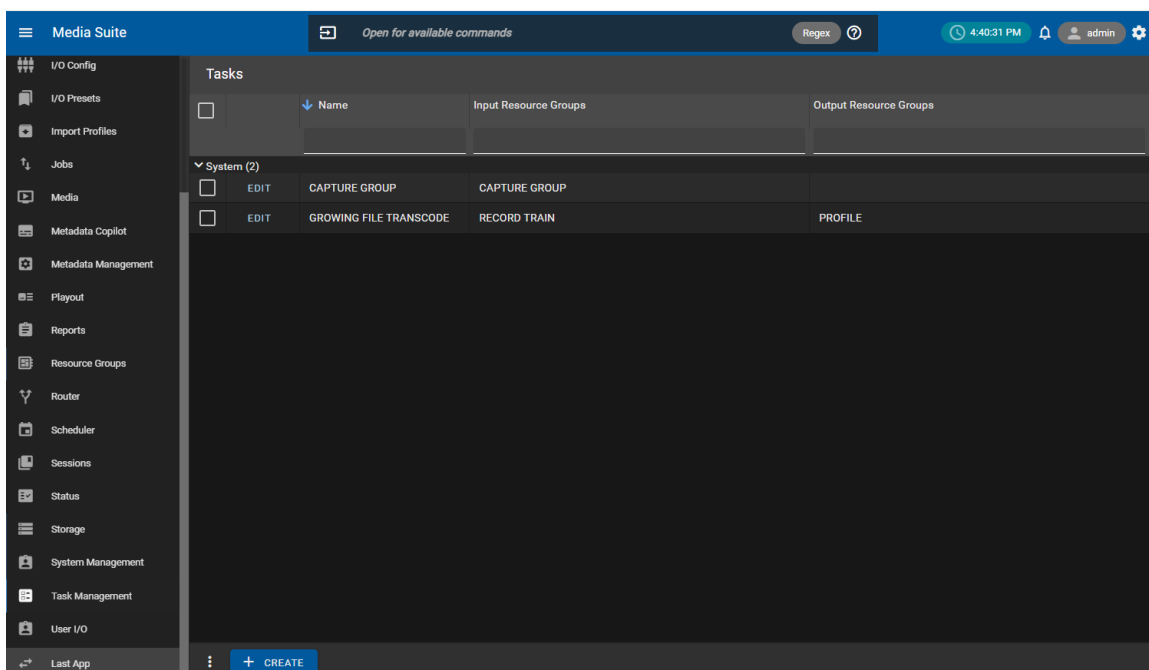 Media Suite
Open for available commands
Regex
4:40:31 PM
admin
I/O Config
I/O Presets
Import Profiles
Jobs
Media
Metadata Copilot
Metadata Management
Playout
Reports
Resource Groups
Router
Scheduler
Sessions
Status
Storage
System Management
Task Management
User I/O
Last App
Tasks
Name Input Resource Groups Output Resource Groups
System (2)
EDIT CAPTURE GROUP CAPTURE GROUP
EDIT GROWING FILE TRANSCODE RECORD TRAIN PROFILE
+ CREATE